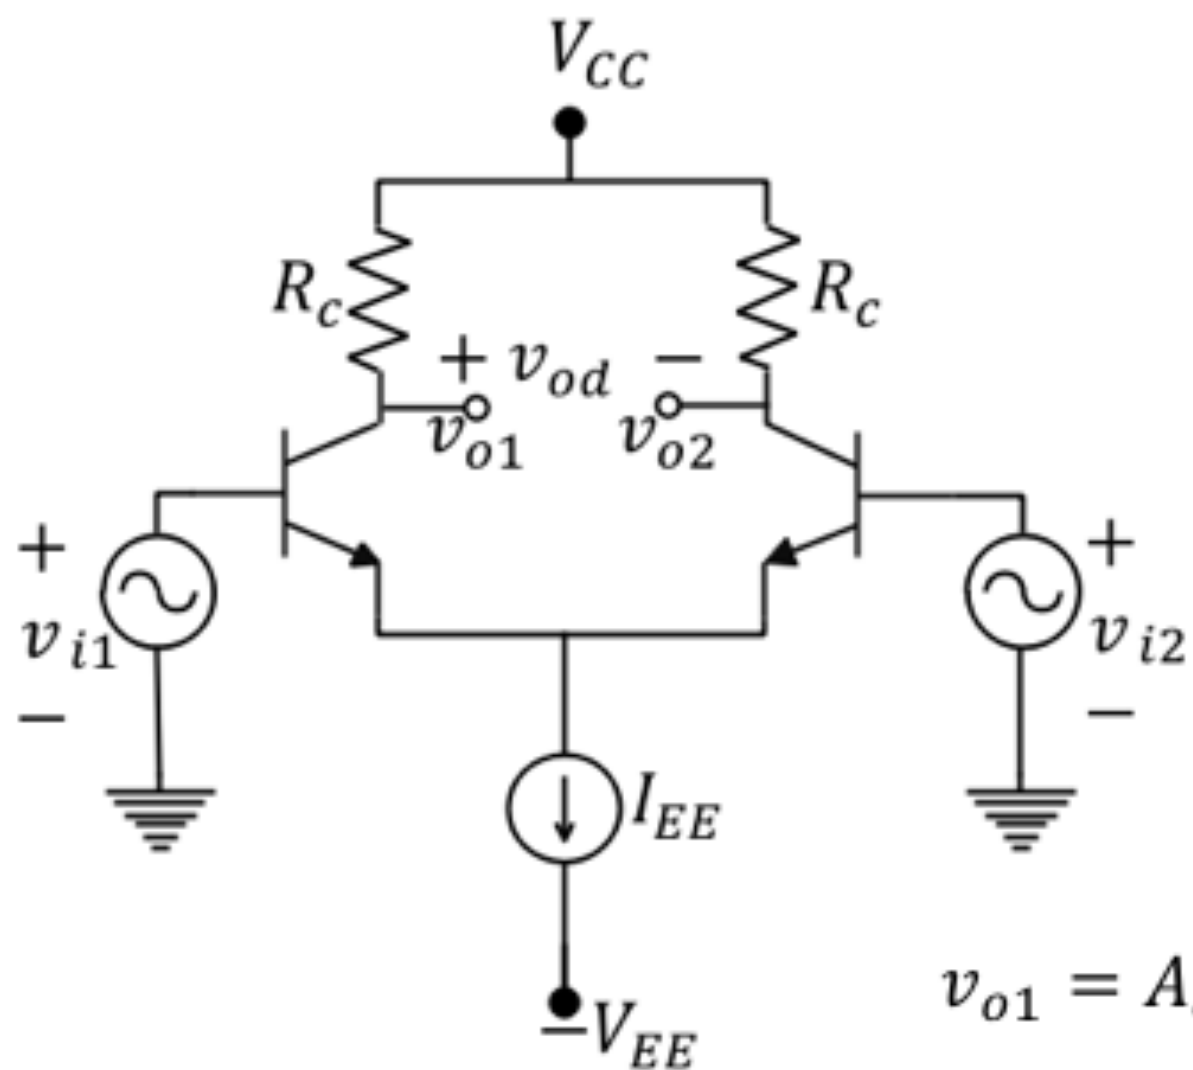 V_CC
R_c
R_c
+ v_od −
v_o1
v_o2
+
+
v_i1
v_i2
−
−
I_EE
v_o1 = A
−V_EE